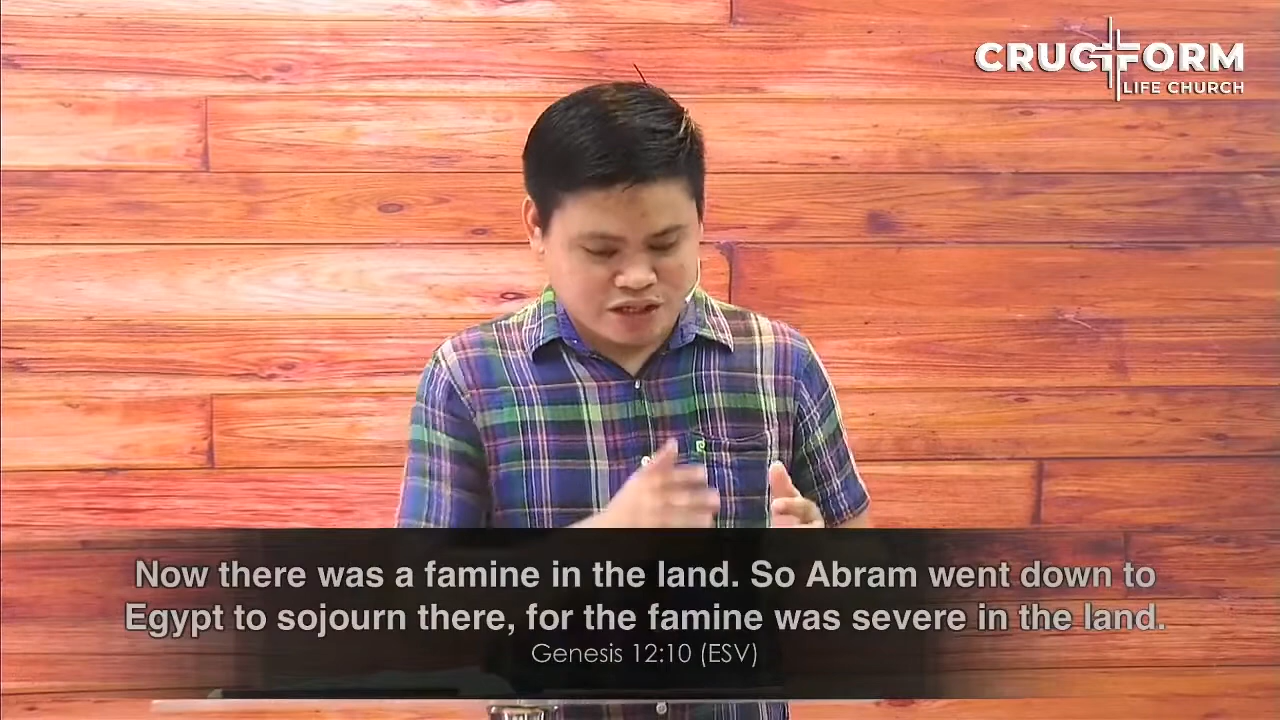 CRUCIFORM
LIFE CHURCH
Now there was a famine in the land. So Abram went down to
Egypt to sojourn there, for the famine was severe in the land.
Genesis 12:10 (ESV)